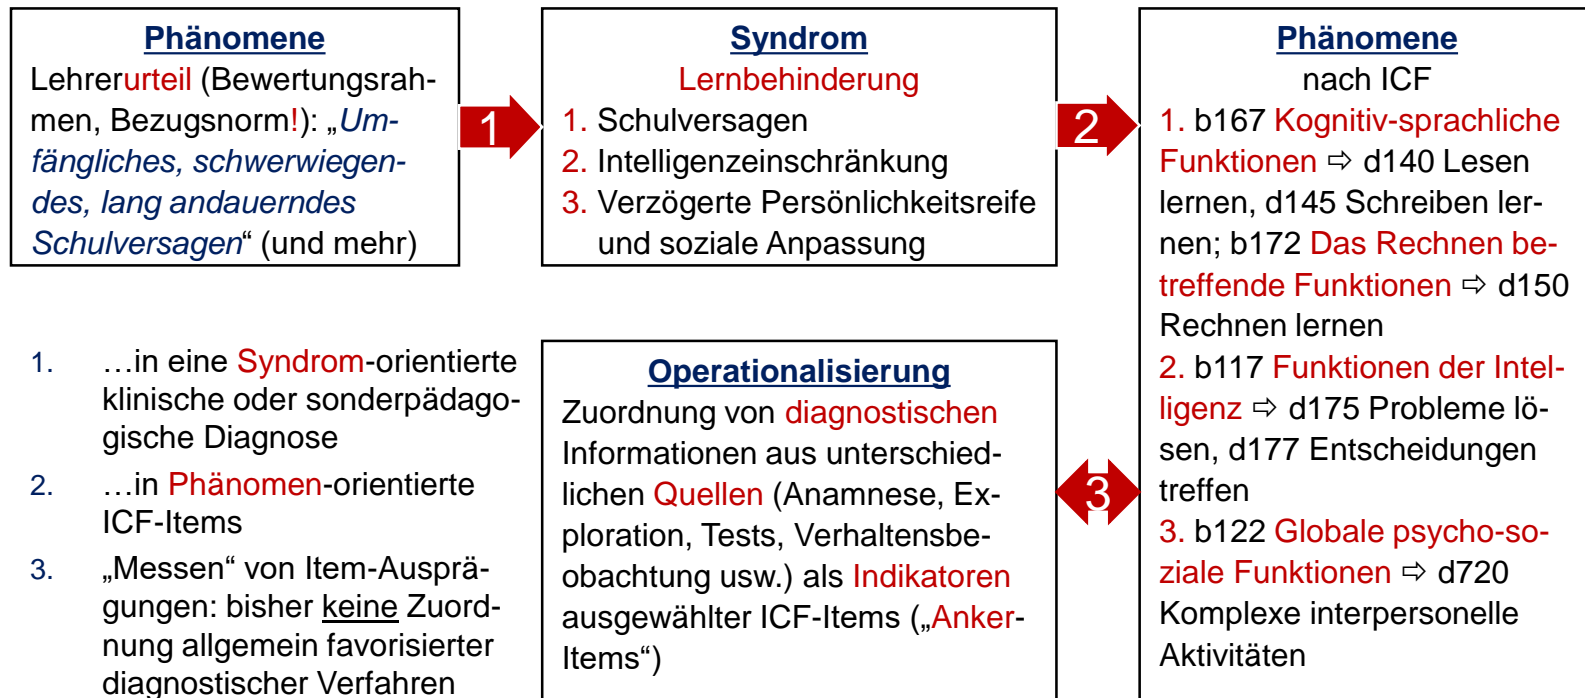 Phänomene
Lehrerurteil (Bewertungsrah-
men, Bezugsnorm!): „Um-
fängliches, schwerwiegen-
des, lang andauerndes
Schulversagen“ (und mehr)
1
Syndrom
Lernbehinderung
1. Schulversagen
2. Intelligenzeinschränkung
3. Verzögerte Persönlichkeitsreife
und soziale Anpassung
2
Phänomene
nach ICF
1. b167 Kognitiv-sprachliche
Funktionen ⇨ d140 Lesen
lernen, d145 Schreiben ler-
nen; b172 Das Rechnen be-
treffende Funktionen ⇨ d150
Rechnen lernen
2. b117 Funktionen der Intel-
ligenz ⇨ d175 Probleme lö-
sen, d177 Entscheidungen
treffen
3. b122 Globale psycho-so-
ziale Funktionen ⇨ d720
Komplexe interpersonelle
Aktivitäten
1. …in eine Syndrom-orientierte
klinische oder sonderpädago-
gische Diagnose
2. …in Phänomen-orientierte
ICF-Items
3. „Messen“ von Item-Ausprä-
gungen: bisher keine Zuord-
nung allgemein favorisierter
diagnostischer Verfahren
Operationalisierung
Zuordnung von diagnostischen
Informationen aus unterschied-
lichen Quellen (Anamnese, Ex-
ploration, Tests, Verhaltensbe-
obachtung usw.) als Indikatoren
ausgewählter ICF-Items („Anker-
Items“)
3